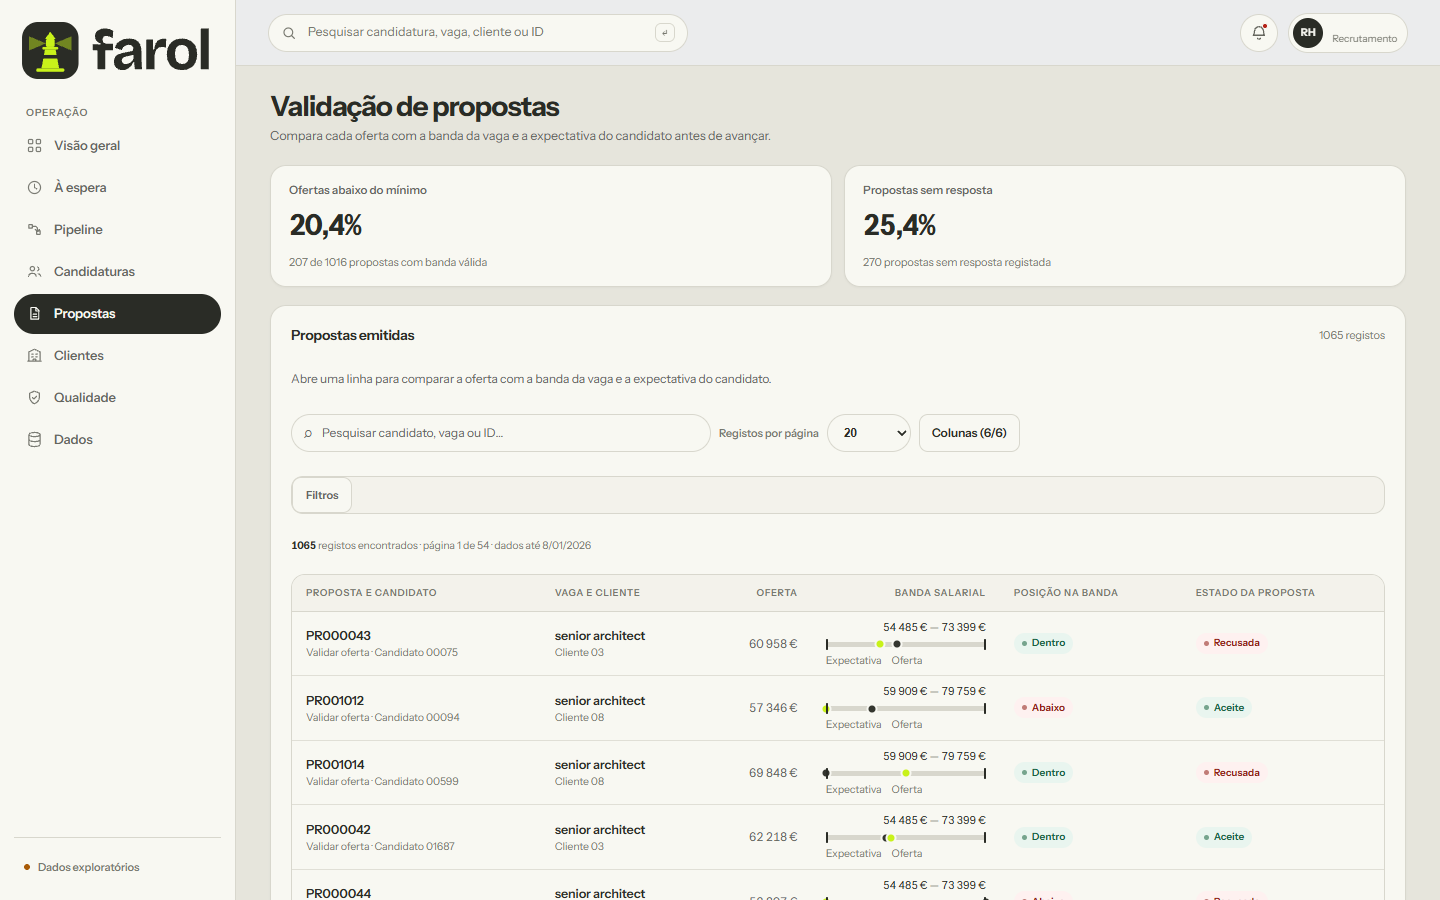 farol
OPERAÇÃO
Visão geral
À espera
Pipeline
Candidaturas
Propostas
Clientes
Qualidade
Dados
Dados exploratórios
Pesquisar candidatura, vaga, cliente ou ID
RH
Recrutamento
Validação de propostas
Compara cada oferta com a banda da vaga e a expectativa do candidato antes de avançar.
Ofertas abaixo do mínimo
20,4%
207 de 1016 propostas com banda válida
Propostas sem resposta
25,4%
270 propostas sem resposta registada
Propostas emitidas
1065 registos
Abre uma linha para comparar a oferta com a banda da vaga e a expectativa do candidato.
Pesquisar candidato, vaga ou ID...
Registos por página
20
Colunas (6/6)
Filtros
1065 registos encontrados · página 1 de 54 · dados até 8/01/2026
PROPOSTA E CANDIDATO VAGA E CLIENTE OFERTA BANDA SALARIAL POSIÇÃO NA BANDA ESTADO DA PROPOSTA
PR000043
Validar oferta · Candidato 00075
senior architect
Cliente 03
60 958 €
54 485 € — 73 399 €
Expectativa Oferta
Dentro
Recusada
PR001012
Validar oferta · Candidato 00094
senior architect
Cliente 08
57 346 €
59 909 € — 79 759 €
Expectativa Oferta
Abaixo
Aceite
PR001014
Validar oferta · Candidato 00599
senior architect
Cliente 08
69 848 €
59 909 € — 79 759 €
Expectativa Oferta
Dentro
Recusada
PR000042
Validar oferta · Candidato 01687
senior architect
Cliente 03
62 218 €
54 485 € — 73 399 €
Expectativa Oferta
Dentro
Aceite
PR000044
senior architect
54 485 € — 73 399 €